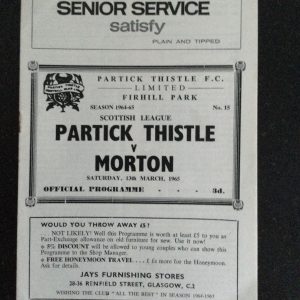 SENIOR SERVICE
satisfy
PLAIN AND TIPPED
PARTICK THISTLE F.C.
LIMITED
FIRHILL PARK
SEASON 1964-65 No. 15
SCOTTISH LEAGUE
PARTICK THISTLE
V
MORTON
SATURDAY, 13th MARCH, 1965
OFFICIAL PROGRAMME 3d.
WOULD YOU THROW AWAY £5?
NOT LIKELY! Well this Programme is worth at least £5 to you as
Part-Exchange allowance on old furniture for new. Use it now!
5% DISCOUNT will be allowed to young couples who can show this
Programme to the Shop Manager.
FREE HONEYMOON TRAVEL
for the Honeymoon.
Ask for details.
JAYS FURNISHING STORES
28-36 RENFIELD STREET, GLASGOW, C.2
WISHING THE CLUB "ALL THE BEST" IN SEASON 1964-1965